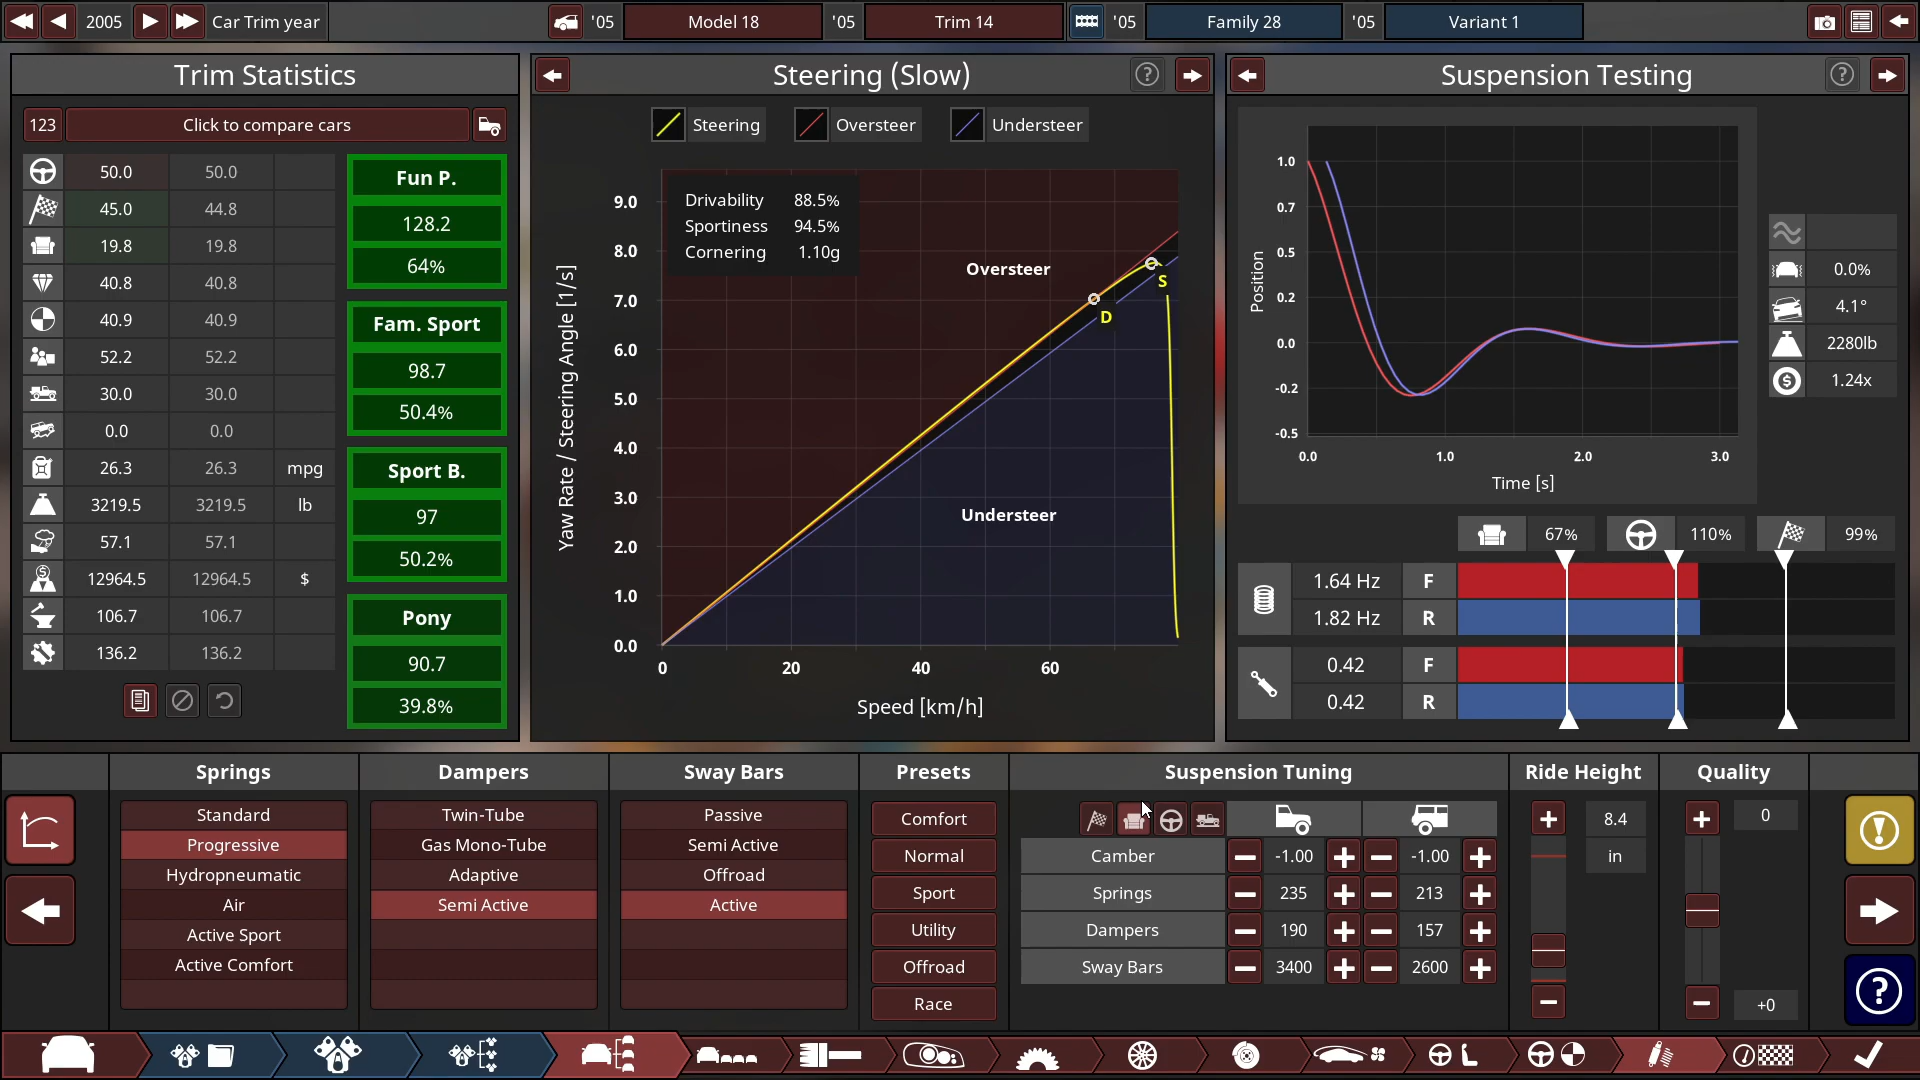 2005 Car Trim year '05 Model 18 '05 Trim 14 '05 Family 28 '05 Variant 1
Trim Statistics
123 Click to compare cars
50.0 50.0
45.0 44.8
19.8 19.8
40.8 40.8
40.9 40.9
52.2 52.2
30.0 30.0
0.0 0.0
26.3 26.3 mpg
3219.5 3219.5 lb
57.1 57.1
12964.5 12964.5 $
106.7 106.7
136.2 136.2
Fun P.
128.2
64%
Fam. Sport
98.7
50.4%
Sport B.
97
50.2%
Pony
90.7
39.8%
Steering (Slow) ?
Steering Oversteer Understeer
Drivability 88.5%
Sportiness 94.5%
Cornering 1.10g
Oversteer
S
D
Understeer
Yaw Rate / Steering Angle [1/s]
9.0
8.0
7.0
6.0
5.0
4.0
3.0
2.0
1.0
0.0
0 20 40 60
Speed [km/h]
Suspension Testing ?
Position
1.0
0.7
0.5
0.2
0.0
-0.2
-0.5
0.0 1.0 2.0 3.0
Time [s]
0.0%
4.1°
2280lb
$ 1.24x
67% 110% 99%
1.64 Hz F
1.82 Hz R
0.42 F
0.42 R
Springs
Standard
Progressive
Hydropneumatic
Air
Active Sport
Active Comfort
Dampers
Twin-Tube
Gas Mono-Tube
Adaptive
Semi Active
Sway Bars
Passive
Semi Active
Offroad
Active
Presets
Comfort
Normal
Sport
Utility
Offroad
Race
Suspension Tuning
Camber -1.00 -1.00
Springs 235 213
Dampers 190 157
Sway Bars 3400 2600
Ride Height
8.4
in
Quality
0
+0
!
?